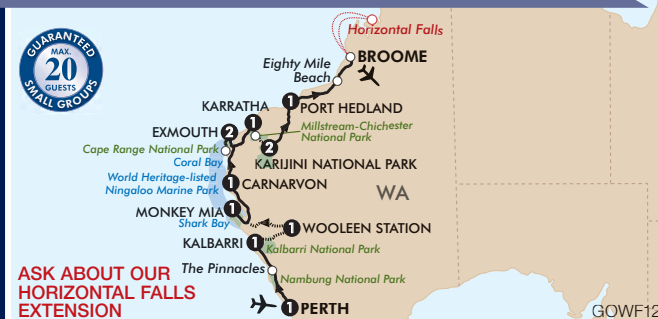 GUARANTEED
MAX.
20
GUESTS
SMALL GROUPS
Horizontal Falls
BROOME
Eighty Mile
Beach
KARRATHA
1
1
PORT HEDLAND
EXMOUTH
2
Millstream-Chichester
National Park
Cape Range National Park
2
Coral Bay
KARIJINI NATIONAL PARK
World Heritage-listed
Ningaloo Marine Park
1
CARNARVON
WA
MONKEY MIA
1
Shark Bay
1
WOOLEEN STATION
KALBARRI
1
Kalbarri National Park
The Pinnacles
Nambung National Park
ASK ABOUT OUR
HORIZONTAL FALLS
EXTENSION
1
PERTH
GOWF12